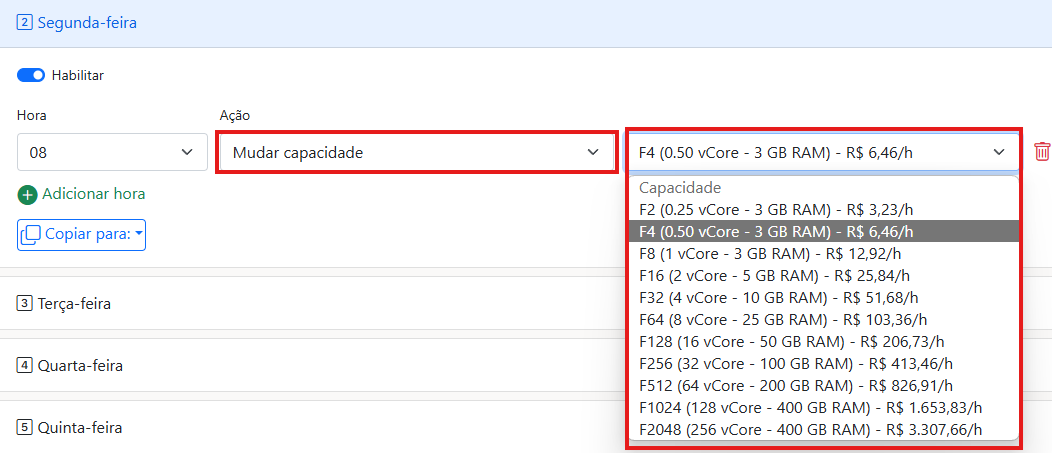 2 Segunda-feira
Habilitar
Hora
Ação
08
Mudar capacidade
F4 (0.50 vCore - 3 GB RAM) - R$ 6,46/h
Adicionar hora
Copiar para:
Capacidade
F2 (0.25 vCore - 3 GB RAM) - R$ 3,23/h
F4 (0.50 vCore - 3 GB RAM) - R$ 6,46/h
F8 (1 vCore - 3 GB RAM) - R$ 12,92/h
F16 (2 vCore - 5 GB RAM) - R$ 25,84/h
F32 (4 vCore - 10 GB RAM) - R$ 51,68/h
F64 (8 vCore - 25 GB RAM) - R$ 103,36/h
F128 (16 vCore - 50 GB RAM) - R$ 206,73/h
F256 (32 vCore - 100 GB RAM) - R$ 413,46/h
F512 (64 vCore - 200 GB RAM) - R$ 826,91/h
F1024 (128 vCore - 400 GB RAM) - R$ 1.653,83/h
F2048 (256 vCore - 400 GB RAM) - R$ 3.307,66/h
3 Terça-feira
4 Quarta-feira
5 Quinta-feira